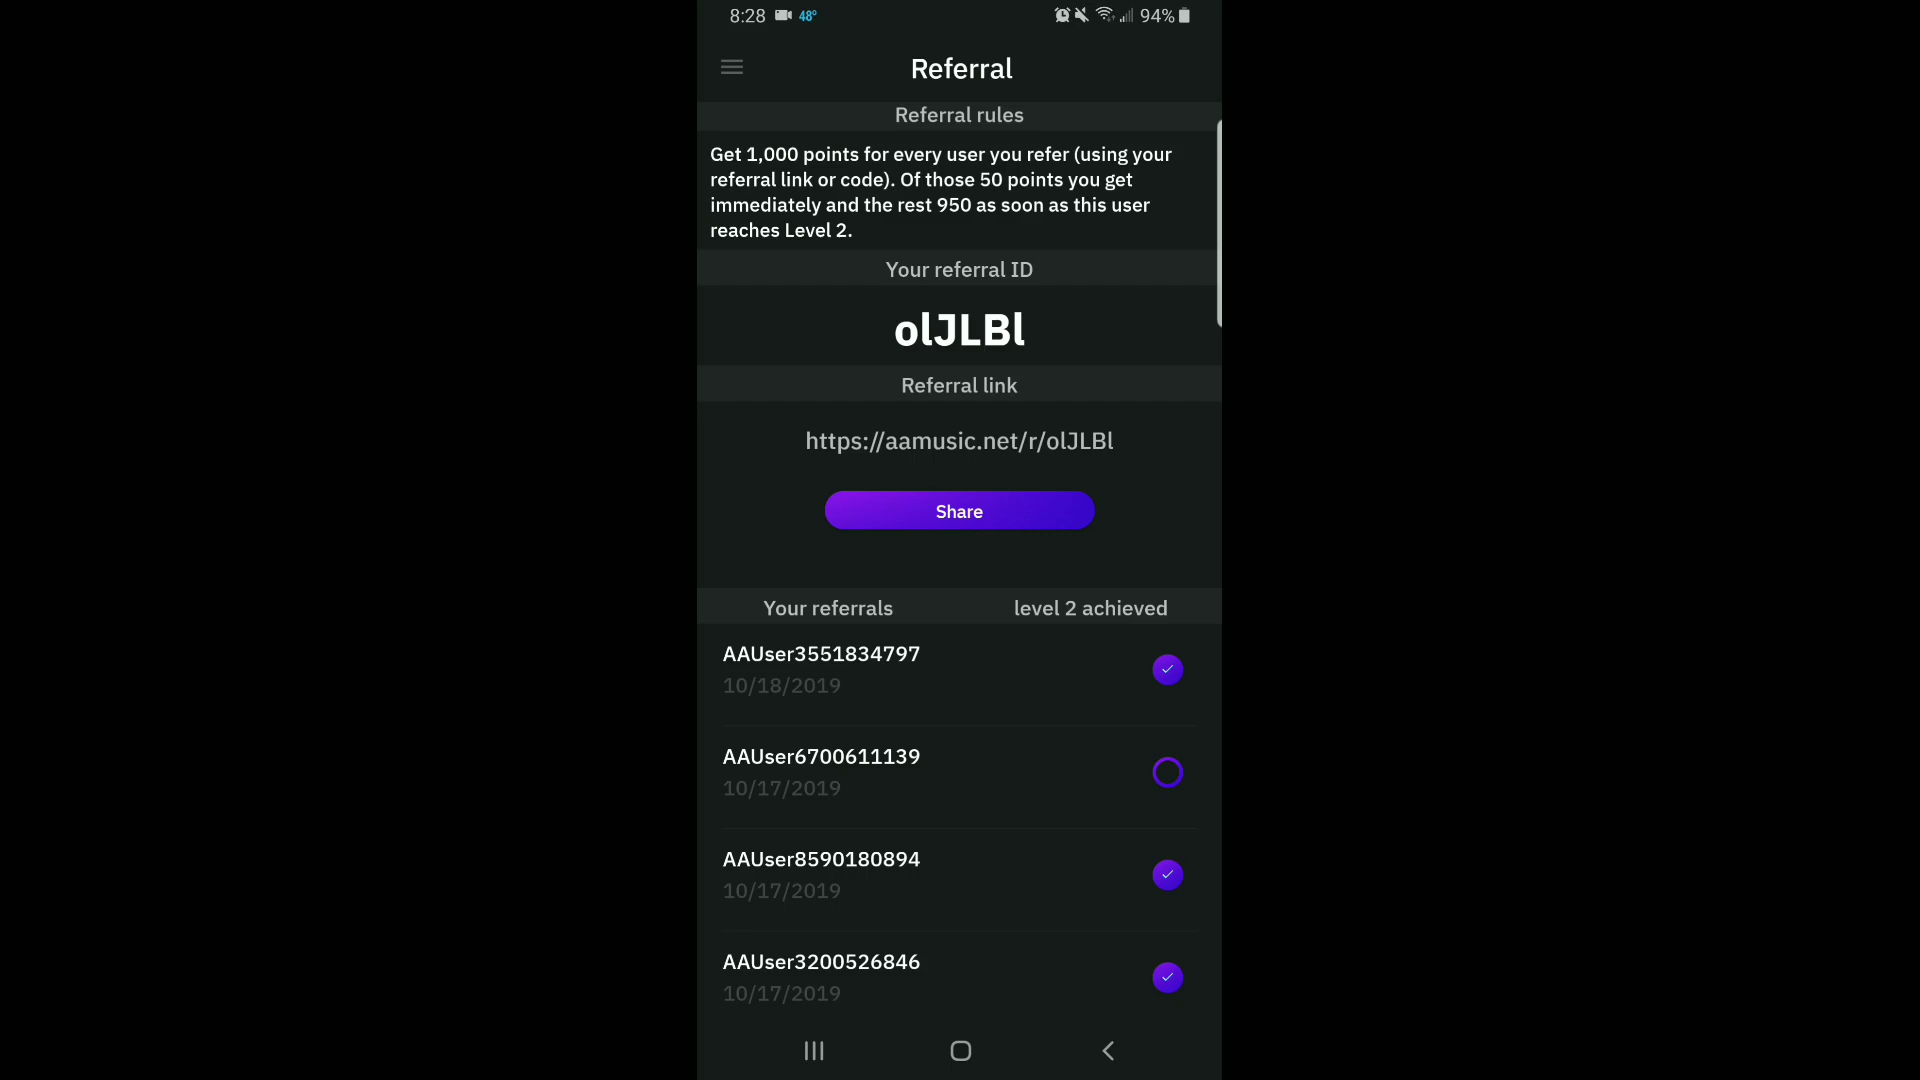 8:28 48° 94%
Referral
Referral rules
Get 1,000 points for every user you refer (using your
referral link or code). Of those 50 points you get
immediately and the rest 950 as soon as this user
reaches Level 2.
Your referral ID
olJLBl
Referral link
https://aamusic.net/r/olJLBl
Share
Your referrals level 2 achieved
AAUser3551834797
10/18/2019
AAUser6700611139
10/17/2019
AAUser8590180894
10/17/2019
AAUser3200526846
10/17/2019